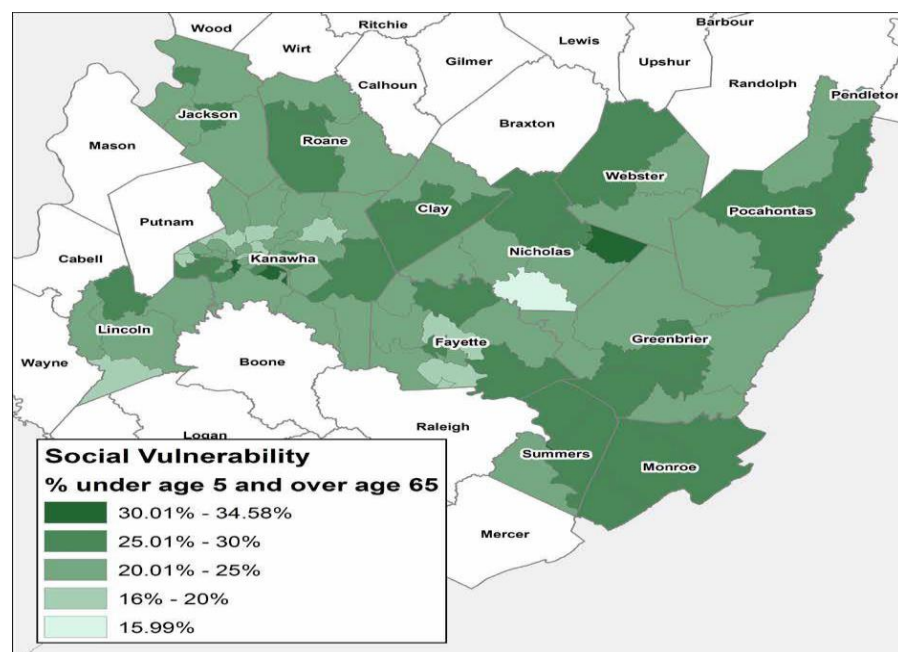 Wood
Ritchie
Barbour
Wirt
Lewis
Gilmer
Upshur
Calhoun
Randolph
Pendleton
Jackson
Braxton
Roane
Mason
Webster
Clay
Pocahontas
Putnam
Nicholas
Cabell
Kanawha
Lincoln
Greenbrier
Fayette
Wayne
Boone
Raleigh
Logan
Summers
Monroe
Mercer
Social Vulnerability
% under age 5 and over age 65
30.01% - 34.58%
25.01% - 30%
20.01% - 25%
16% - 20%
15.99%